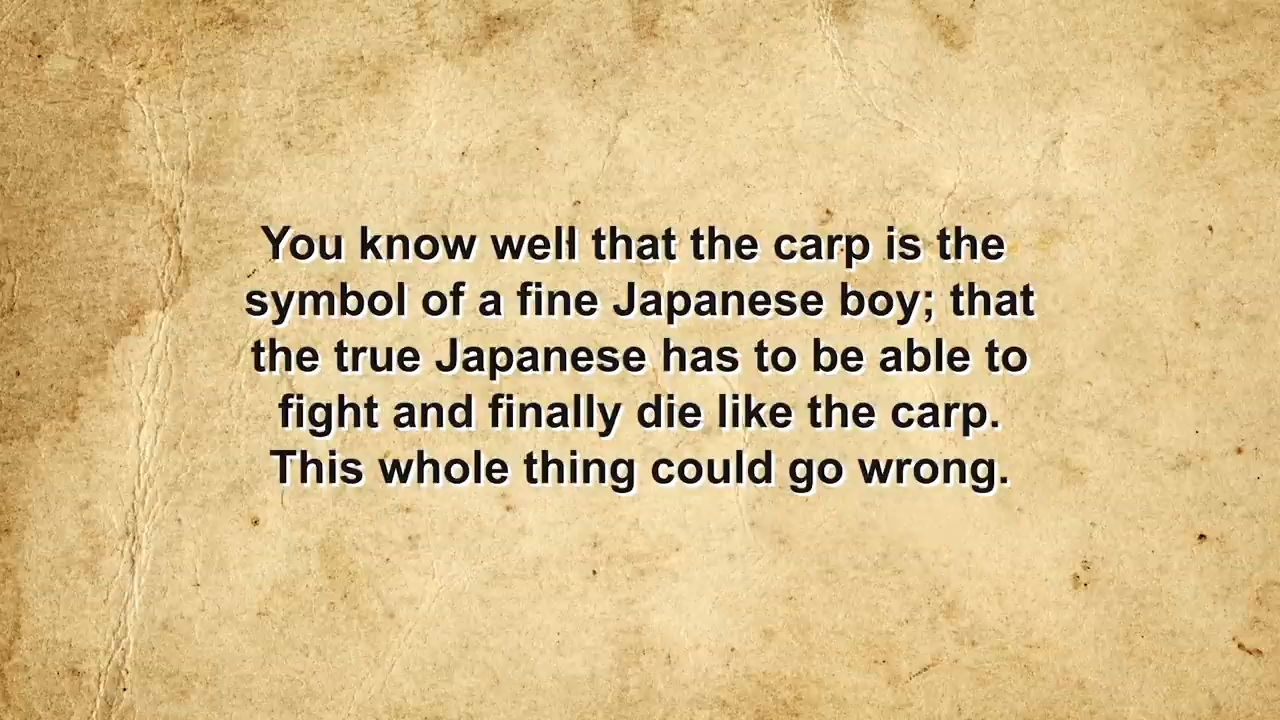 You know well that the carp is the
symbol of a fine Japanese boy; that
the true Japanese has to be able to
fight and finally die like the carp.
This whole thing could go wrong.